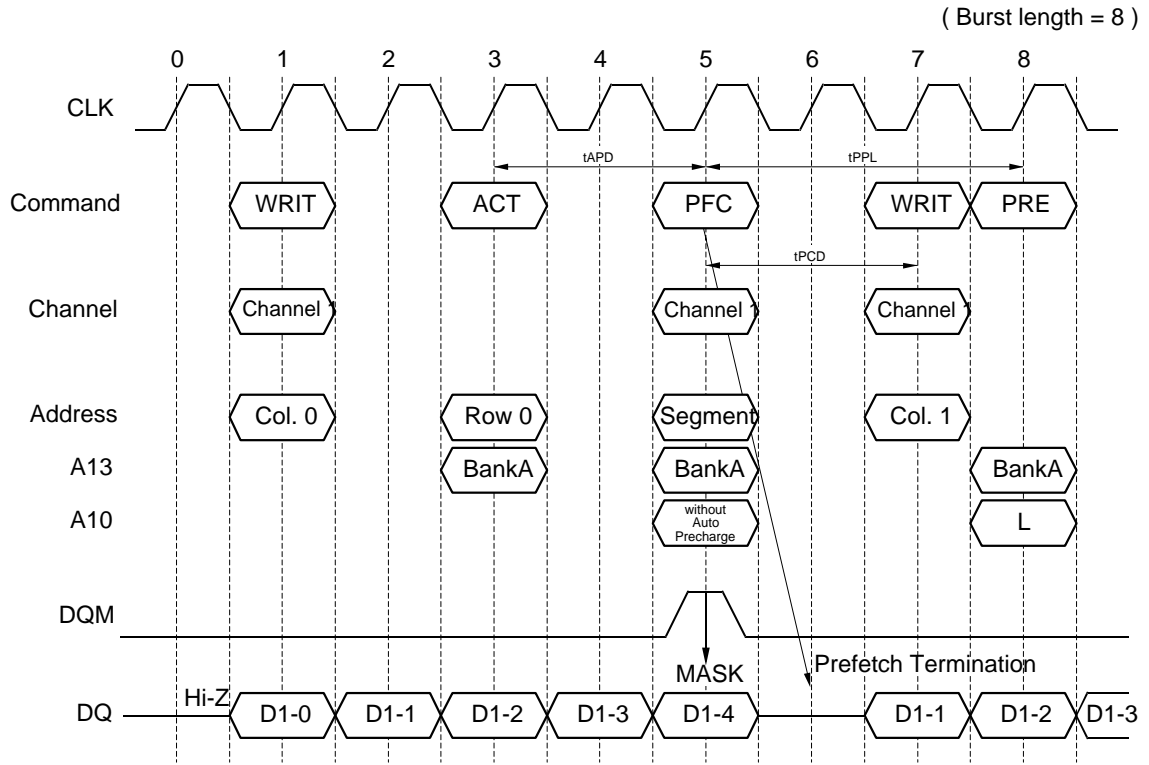 ( Burst length = 8 )
0 1 2 3 4 5 6 7 8
CLK
tAPD tPPL
Command WRIT ACT PFC WRIT PRE
tPCD
Channel Channel 1 Channel 1 Channel 1
Address Col. 0 Row 0 Segment Col. 1
A13 BankA BankA BankA
A10 without Auto Precharge L
DQM
MASK Prefetch Termination
Hi-Z
DQ D1-0 D1-1 D1-2 D1-3 D1-4 D1-1 D1-2 D1-3